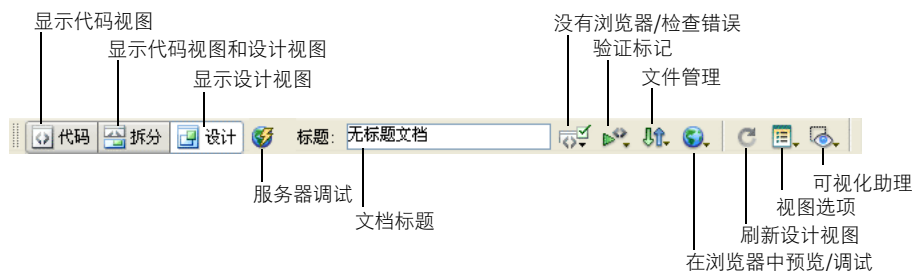 显示代码视图
显示代码视图和设计视图
显示设计视图
没有浏览器/检查错误
验证标记
文件管理
代码 拆分 设计 标题: 无标题文档
服务器调试
文档标题
可视化助理
视图选项
刷新设计视图
在浏览器中预览/调试